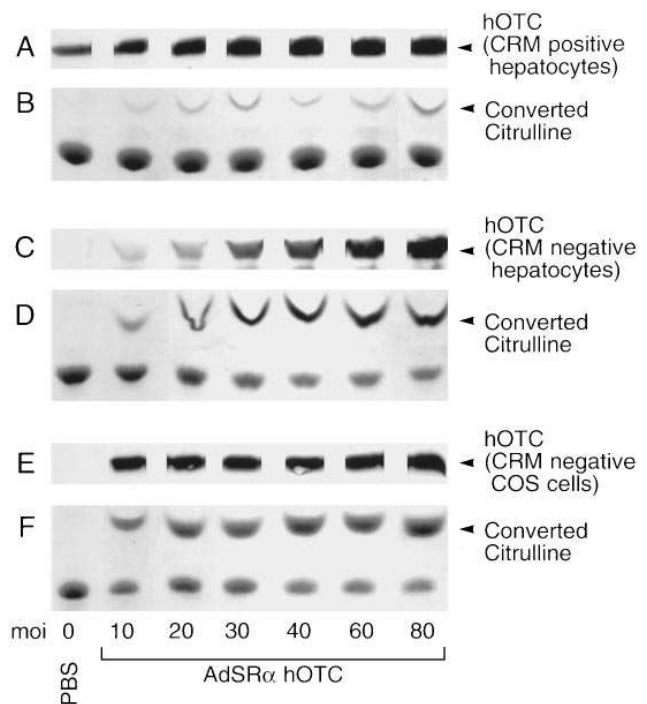 A
hOTC
(CRM positive
hepatocytes)
B
Converted
Citrulline
C
hOTC
(CRM negative
hepatocytes)
D
Converted
Citrulline
E
hOTC
(CRM negative
COS cells)
F
Converted
Citrulline
moi 0 10 20 30 40 60 80
PBS
AdSRα hOTC